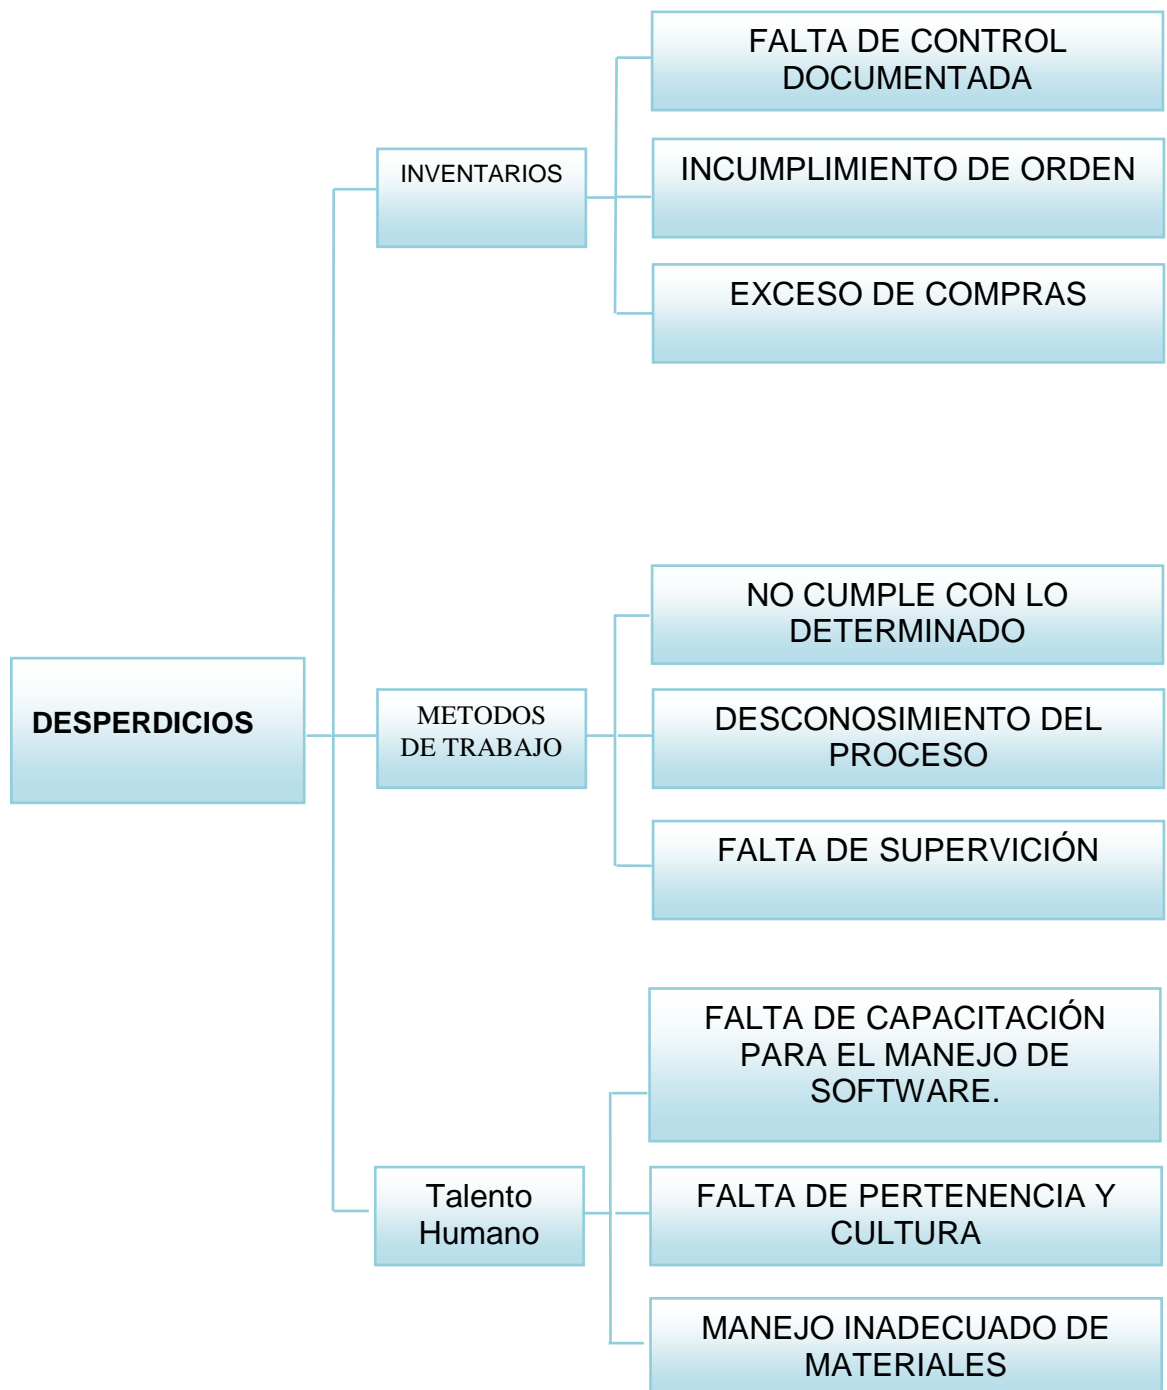 FALTA DE CONTROL
DOCUMENTADA
INVENTARIOS
INCUMPLIMIENTO DE ORDEN
EXCESO DE COMPRAS
NO CUMPLE CON LO
DETERMINADO
DESPERDICIOS
METODOS
DE TRABAJO
DESCONOSIMIENTO DEL
PROCESO
FALTA DE SUPERVICIÓN
FALTA DE CAPACITACIÓN
PARA EL MANEJO DE
SOFTWARE.
Talento
Humano
FALTA DE PERTENENCIA Y
CULTURA
MANEJO INADECUADO DE
MATERIALES